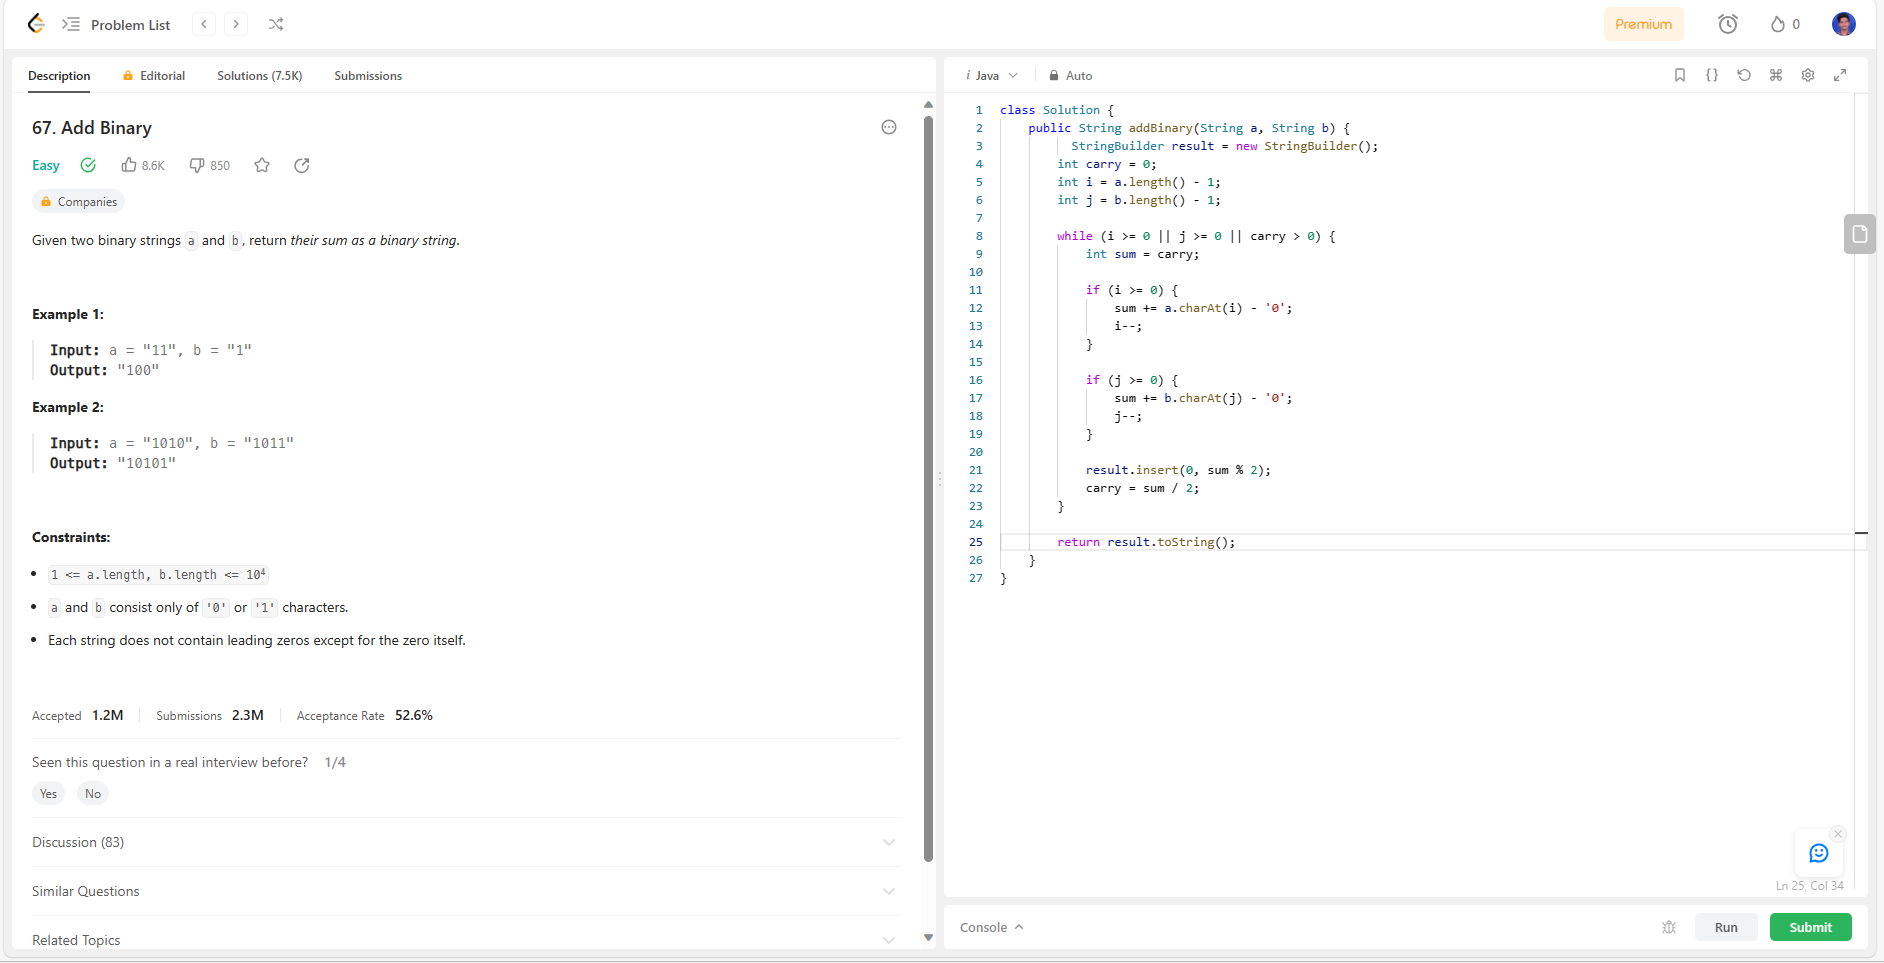 Problem List
Premium
0
Description
Editorial
Solutions (7.5K)
Submissions
67. Add Binary
Easy
8.6K
850
Companies
Given two binary strings a and b, return their sum as a binary string.
Example 1:
Input: a = "11", b = "1"
Output: "100"
Example 2:
Input: a = "1010", b = "1011"
Output: "10101"
Constraints:
• 1 <= a.length, b.length <= 10⁴
• a and b consist only of '0' or '1' characters.
• Each string does not contain leading zeros except for the zero itself.
Accepted 1.2M
Submissions 2.3M
Acceptance Rate 52.6%
Seen this question in a real interview before? 1/4
Yes
No
Discussion (83)
Similar Questions
Related Topics
i Java
Auto
1 class Solution {
2     public String addBinary(String a, String b) {
3           StringBuilder result = new StringBuilder();
4         int carry = 0;
5         int i = a.length() - 1;
6         int j = b.length() - 1;
7
8         while (i >= 0 || j >= 0 || carry > 0) {
9             int sum = carry;
10
11             if (i >= 0) {
12                 sum += a.charAt(i) - '0';
13                 i--;
14             }
15
16             if (j >= 0) {
17                 sum += b.charAt(j) - '0';
18                 j--;
19             }
20
21             result.insert(0, sum % 2);
22             carry = sum / 2;
23         }
24
25         return result.toString();
26     }
27 }
Ln 25, Col 34
Console
Run
Submit